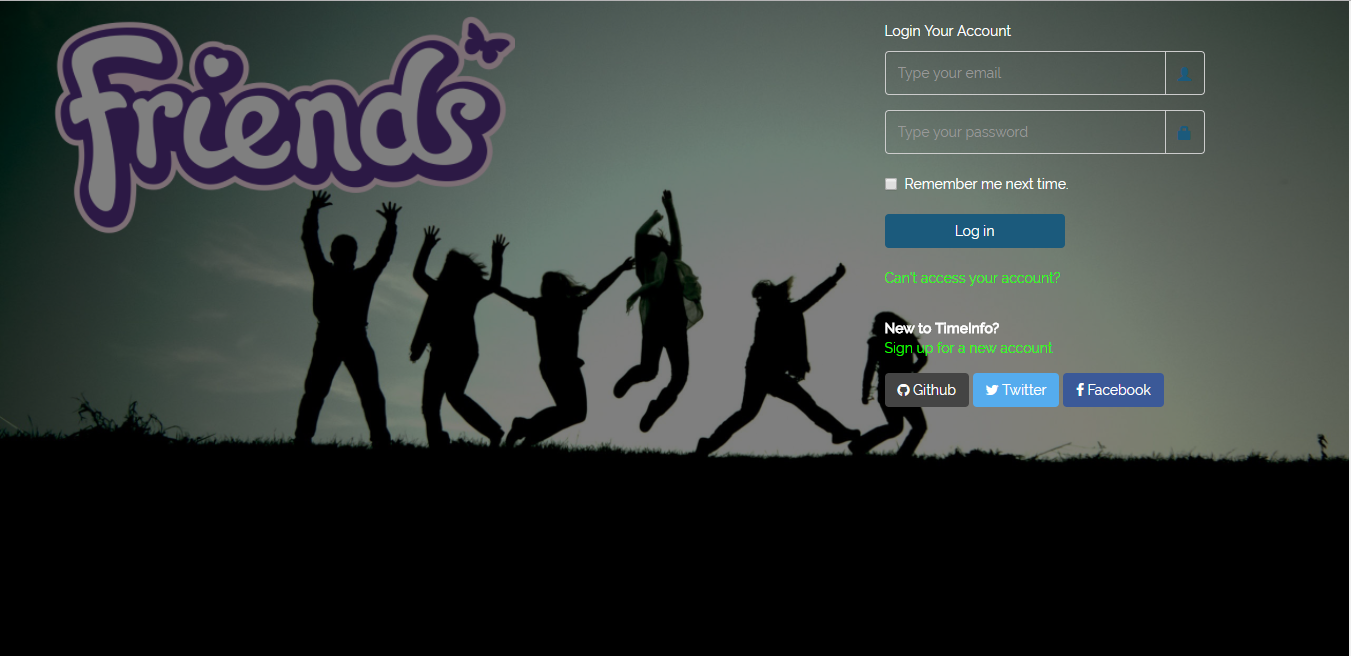 Friends
Login Your Account
Type your email
Type your password
Remember me next time.
Log in
Can't access your account?
New to TimeInfo?
Sign up for a new account
Github Twitter Facebook